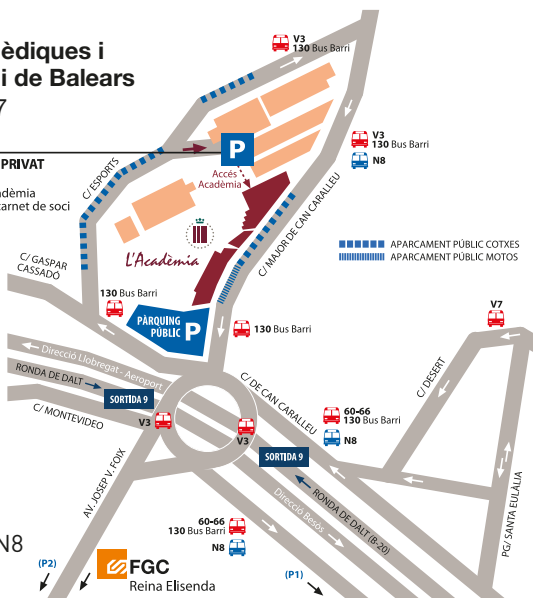 èdiques i
i de Balears
7
PRIVAT
dèmia
carnet de soci
V3
130 Bus Barri
P
Accés
Acadèmia
C/ ESPORTS
V3
130 Bus Barri
N8
L'Acadèmia
C/ MAJOR DE CAN CARALLEU
APARCAMENT PÚBLIC COTXES
APARCAMENT PÚBLIC MOTOS
C/ GASPAR
CASSADÓ
130 Bus Barri
PÀRQUING
PÚBLIC
P
130 Bus Barri
V7
Direcció Llobregat - Aeroport
RONDA DE DALT
SORTIDA 9
C/ MONTEVIDEO
V3
V3
C/ DE CAN CARALLEU
C/ DESERT
60-66
130 Bus Barri
N8
SORTIDA 9
RONDA DE DALT (B-20)
Direcció Besòs
PG/ SANTA EULÀLIA
AV. JOSEP V. FOIX
60-66
130 Bus Barri
N8
N8
(P2)
FGC
Reina Elisenda
(P1)